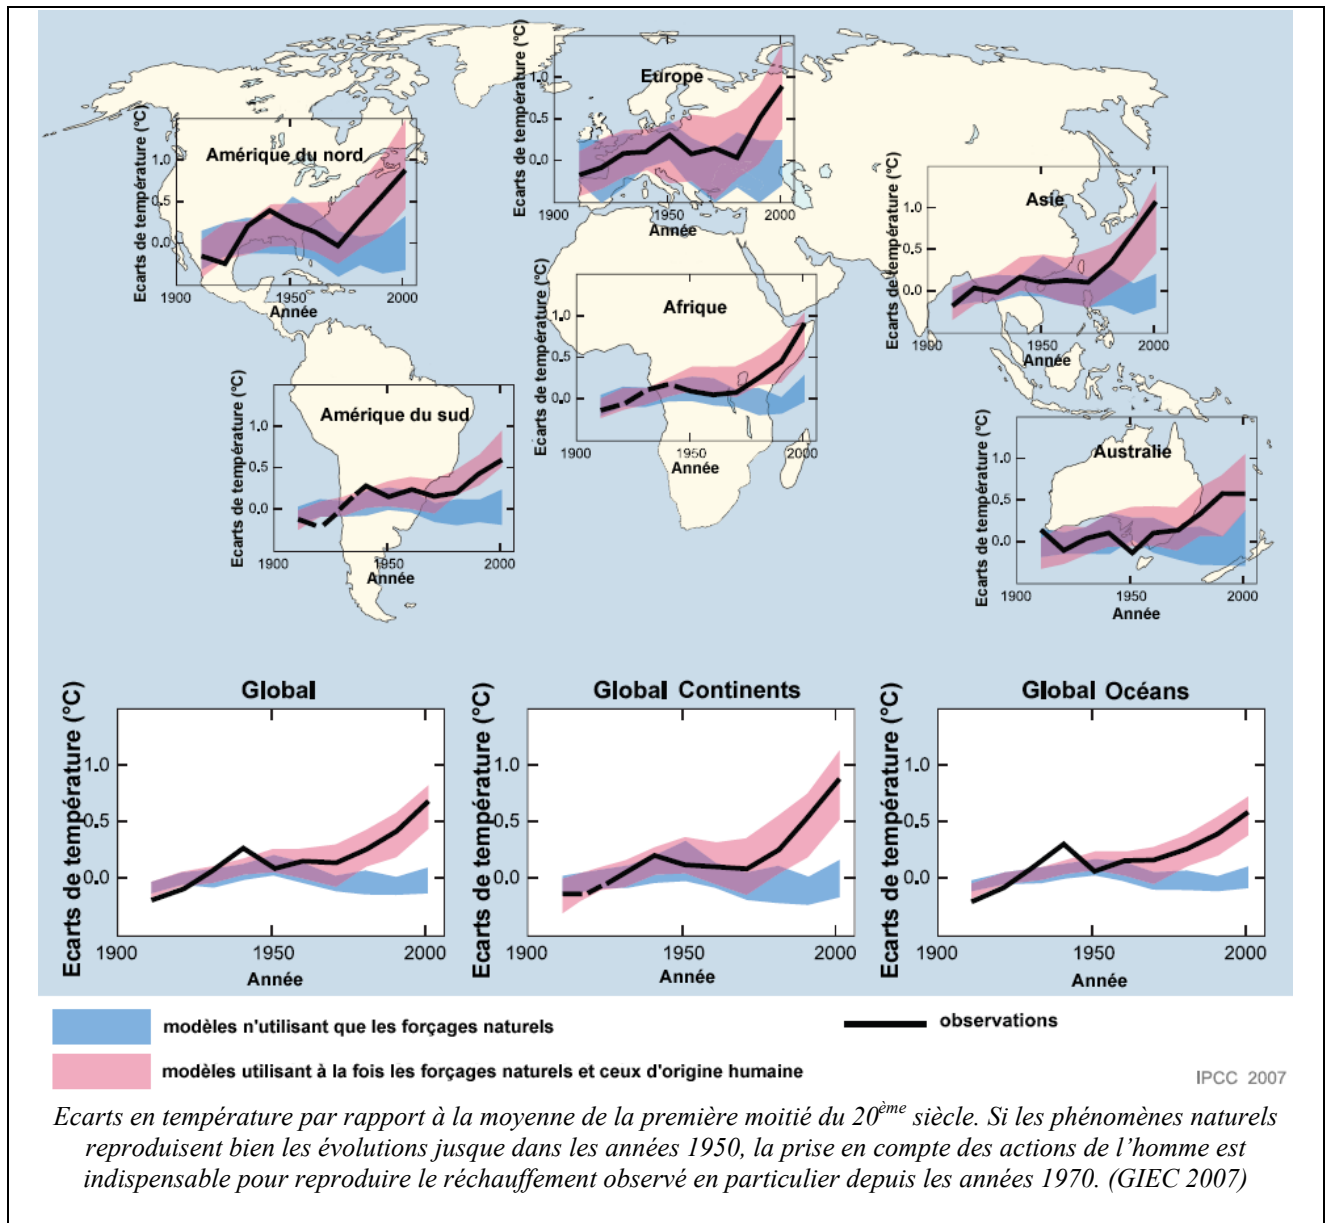 Europe
Ecarts de température (°C)
1.0
0.5
0.0
1900
1950
2000
Année
Amérique du nord
Ecarts de température (°C)
1.0
0.5
0.0
1900
1950
2000
Année
Asie
Ecarts de température (°C)
1.0
0.5
0.0
1900
1950
2000
Année
Afrique
Ecarts de température (°C)
1.0
0.5
0.0
1900
1950
2000
Année
Amérique du sud
Ecarts de température (°C)
1.0
0.5
0.0
1900
1950
2000
Année
Australie
Ecarts de température (°C)
1.0
0.5
0.0
1900
1950
2000
Année
Global
Ecarts de température (°C)
1.0
0.5
0.0
1900
1950
2000
Année
Global Continents
Ecarts de température (°C)
1.0
0.5
0.0
1900
1950
2000
Année
Global Océans
Ecarts de température (°C)
1.0
0.5
0.0
1900
1950
2000
Année
modèles n'utilisant que les forçages naturels
observations
modèles utilisant à la fois les forçages naturels et ceux d'origine humaine
IPCC 2007
Ecarts en température par rapport à la moyenne de la première moitié du 20ème siècle. Si les phénomènes naturels
reproduisent bien les évolutions jusque dans les années 1950, la prise en compte des actions de l’homme est
indispensable pour reproduire le réchauffement observé en particulier depuis les années 1970. (GIEC 2007)